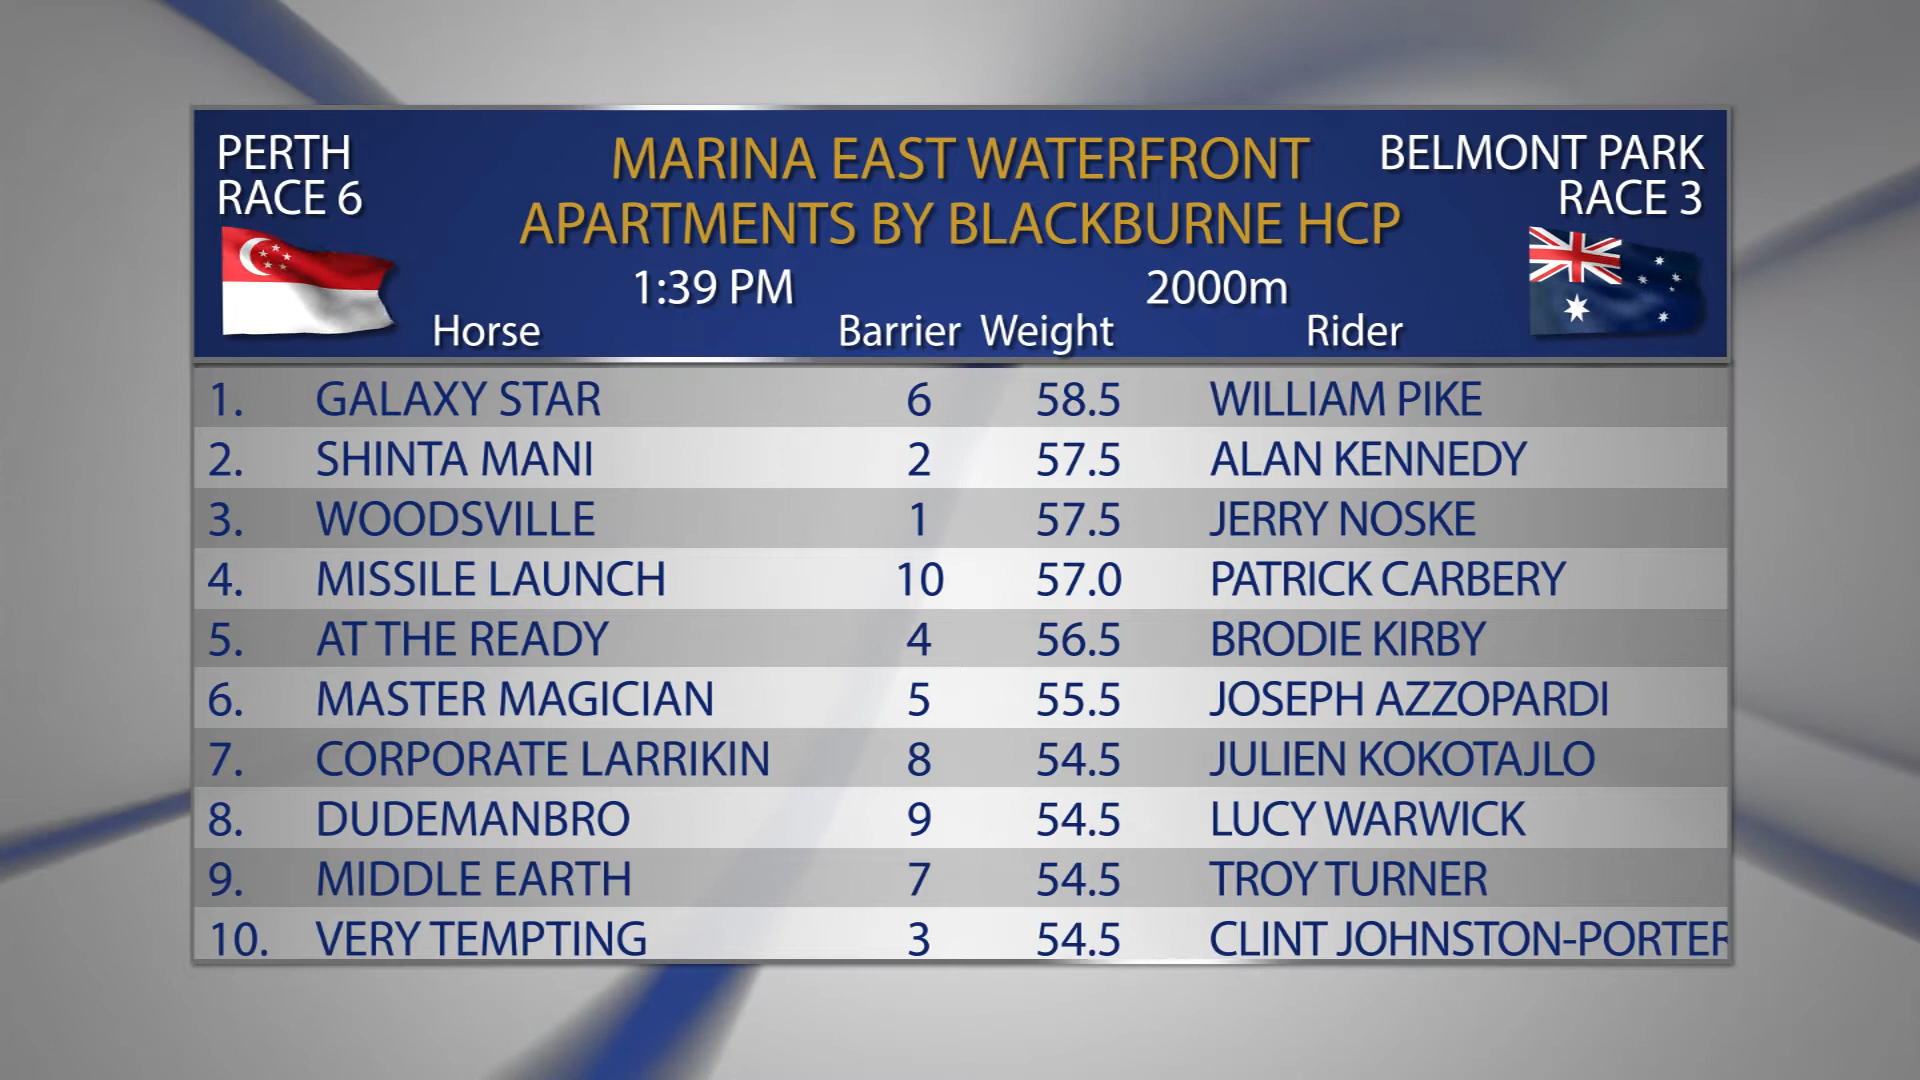 PERTH
RACE 6
MARINA EAST WATERFRONT
APARTMENTS BY BLACKBURNE HCP
BELMONT PARK
RACE 3
1:39 PM 2000m
Horse Barrier Weight Rider
1. GALAXY STAR 6 58.5 WILLIAM PIKE
2. SHINTA MANI 2 57.5 ALAN KENNEDY
3. WOODSVILLE 1 57.5 JERRY NOSKE
4. MISSILE LAUNCH 10 57.0 PATRICK CARBERY
5. AT THE READY 4 56.5 BRODIE KIRBY
6. MASTER MAGICIAN 5 55.5 JOSEPH AZZOPARDI
7. CORPORATE LARRIKIN 8 54.5 JULIEN KOKOTAJLO
8. DUDEMANBRO 9 54.5 LUCY WARWICK
9. MIDDLE EARTH 7 54.5 TROY TURNER
10. VERY TEMPTING 3 54.5 CLINT JOHNSTON-PORTER